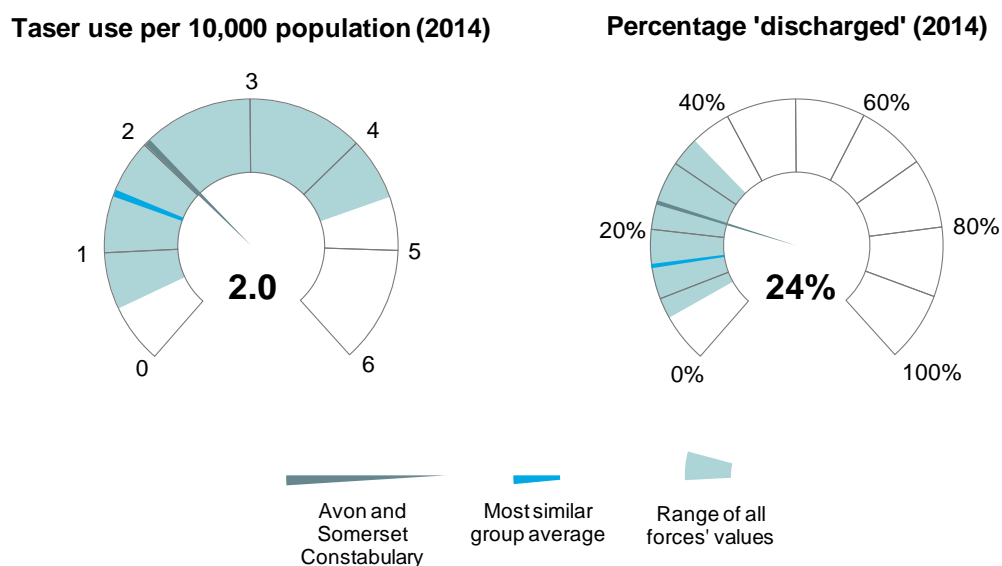 Taser use per 10,000 population (2014)
0
1
2
3
4
5
6
2.0
Percentage 'discharged' (2014)
0%
20%
40%
60%
80%
100%
24%
Avon and
Somerset
Constabulary
Most similar
group average
Range of all
forces' values